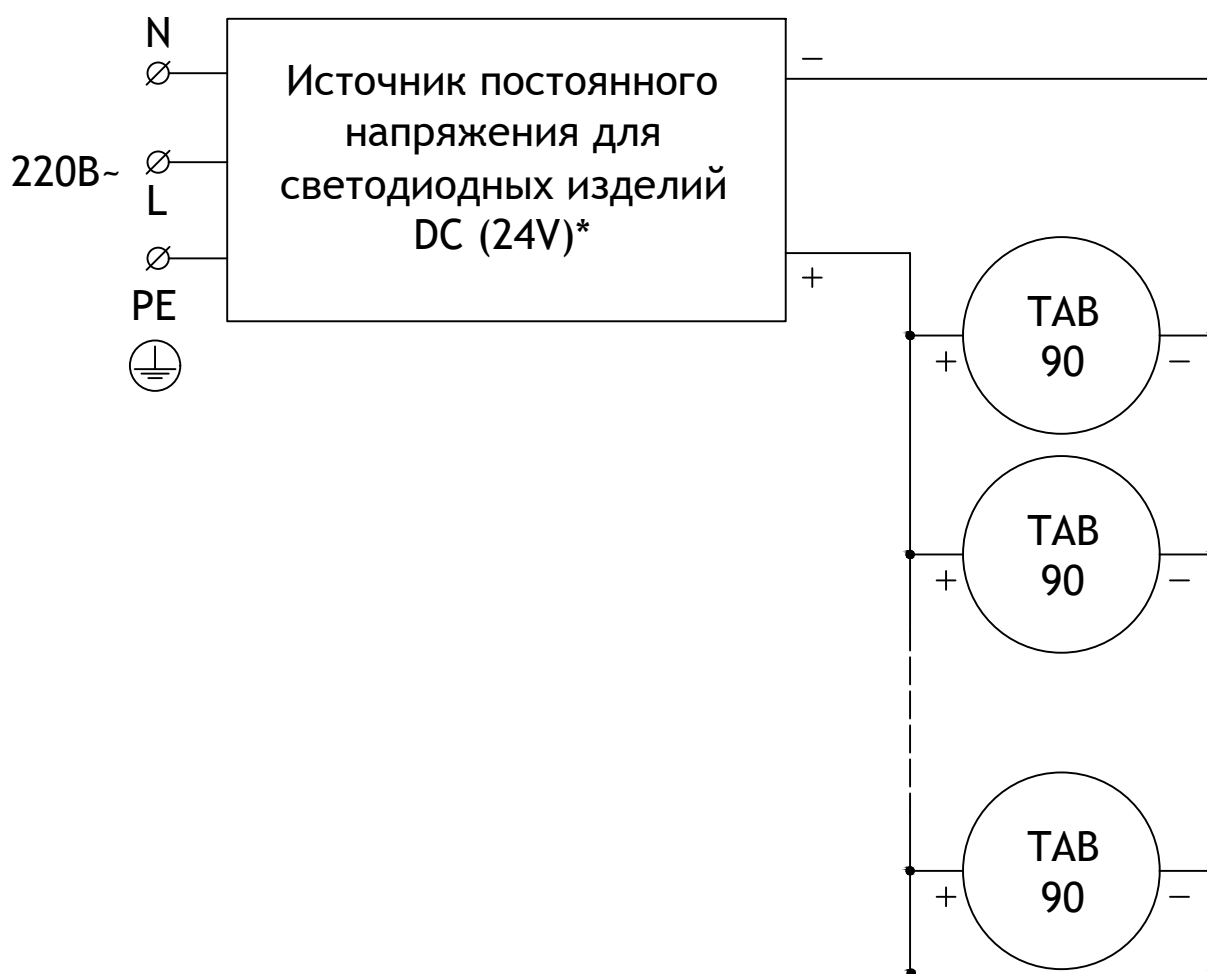 N
220В~
L
PE
Источник постоянного
напряжения для
светодиодных изделий
DC (24V)*
−
+
TAB
90
+ −
TAB
90
+ −
TAB
90
+ −